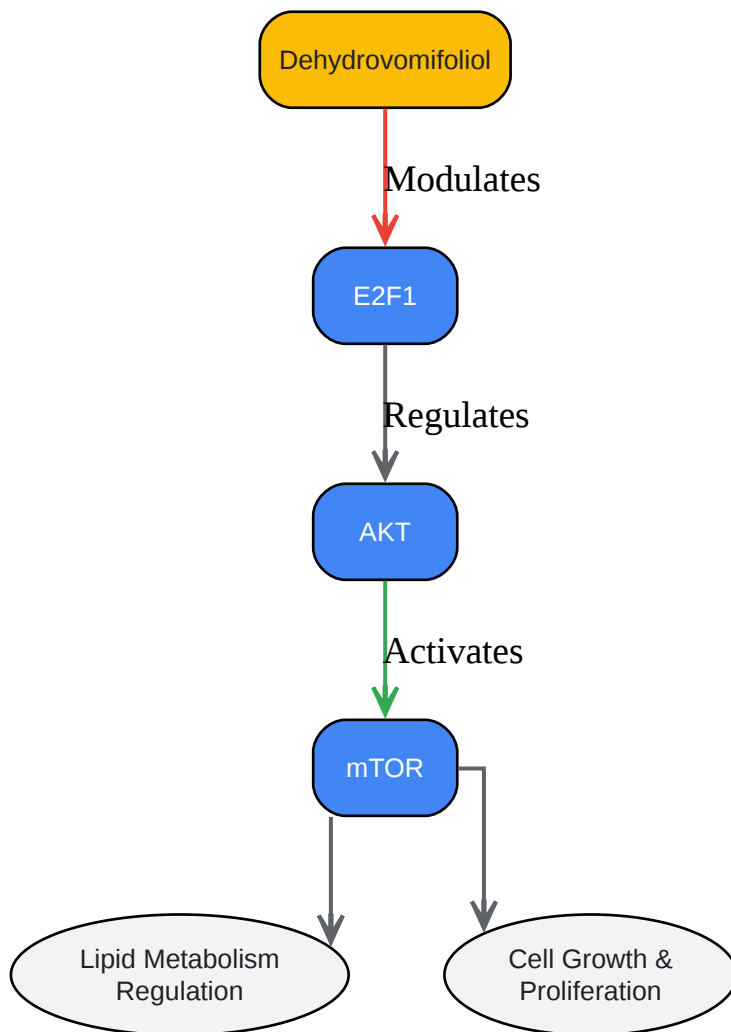 Dehydrovomifoliol
Modulates
E2F1
Regulates
AKT
Activates
mTOR
Lipid Metabolism
Regulation
Cell Growth &
Proliferation